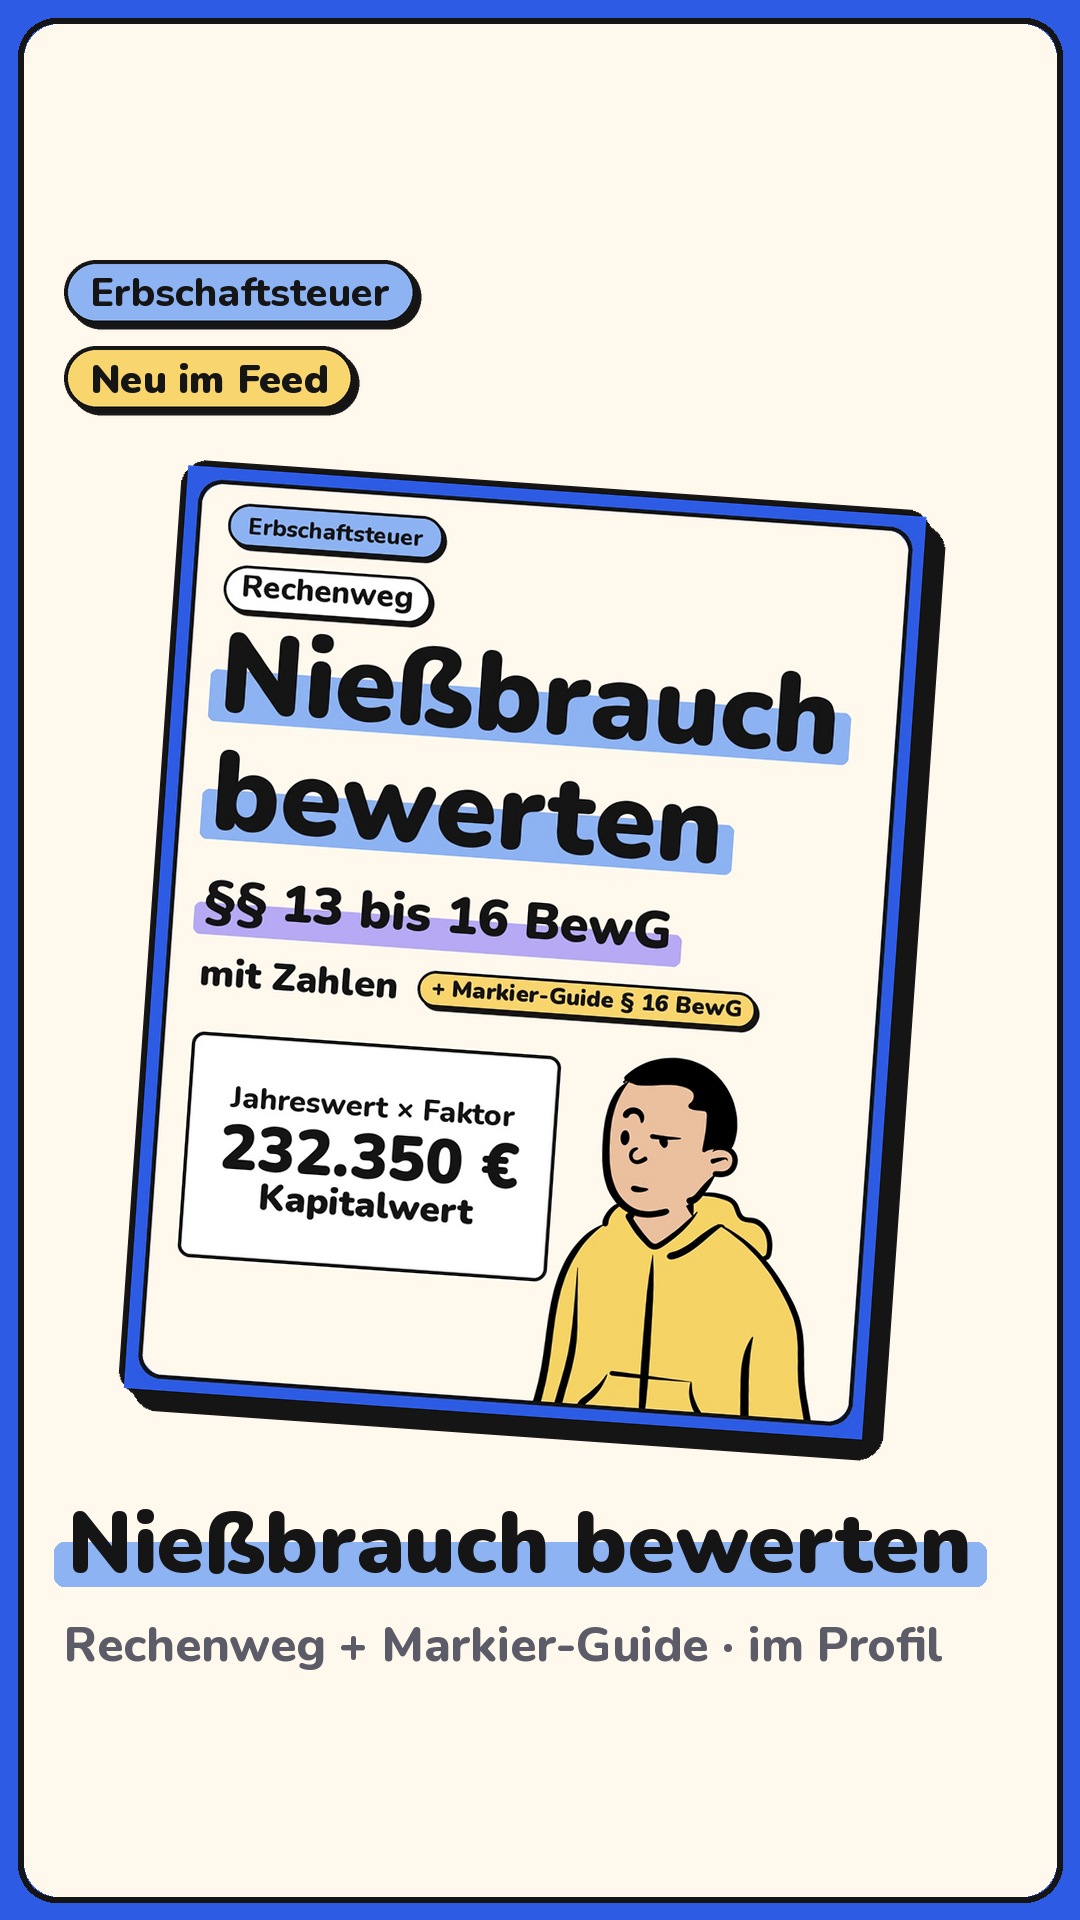 Erbschaftsteuer
Neu im Feed
Erbschaftsteuer
Rechenweg
Nießbrauch
bewerten
§§ 13 bis 16 BewG
mit Zahlen
+ Markier-Guide § 16 BewG
Jahreswert × Faktor
232.350 €
Kapitalwert
Nießbrauch bewerten
Rechenweg + Markier-Guide · im Profil